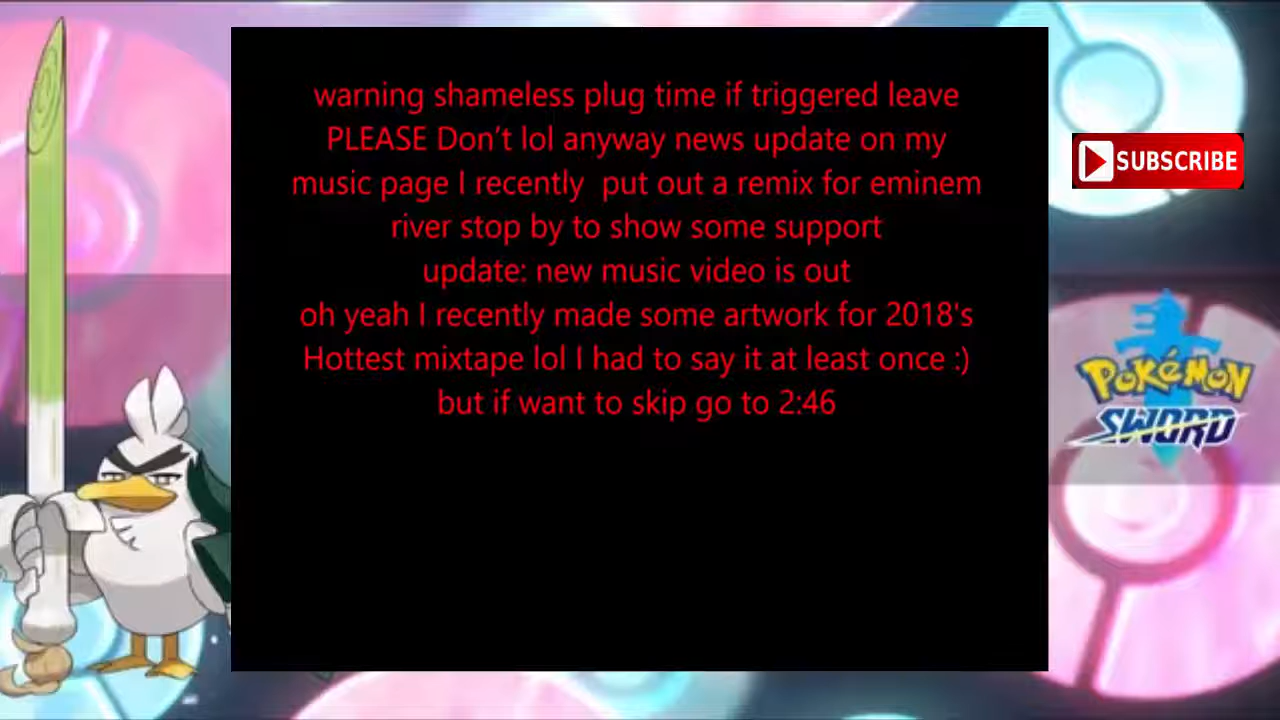 warning shameless plug time if triggered leave
PLEASE Don’t lol anyway news update on my
music page I recently  put out a remix for eminem
river stop by to show some support
update: new music video is out
oh yeah I recently made some artwork for 2018's
Hottest mixtape lol I had to say it at least once :)
but if want to skip go to 2:46
SUBSCRIBE
POKéMON
SWORD